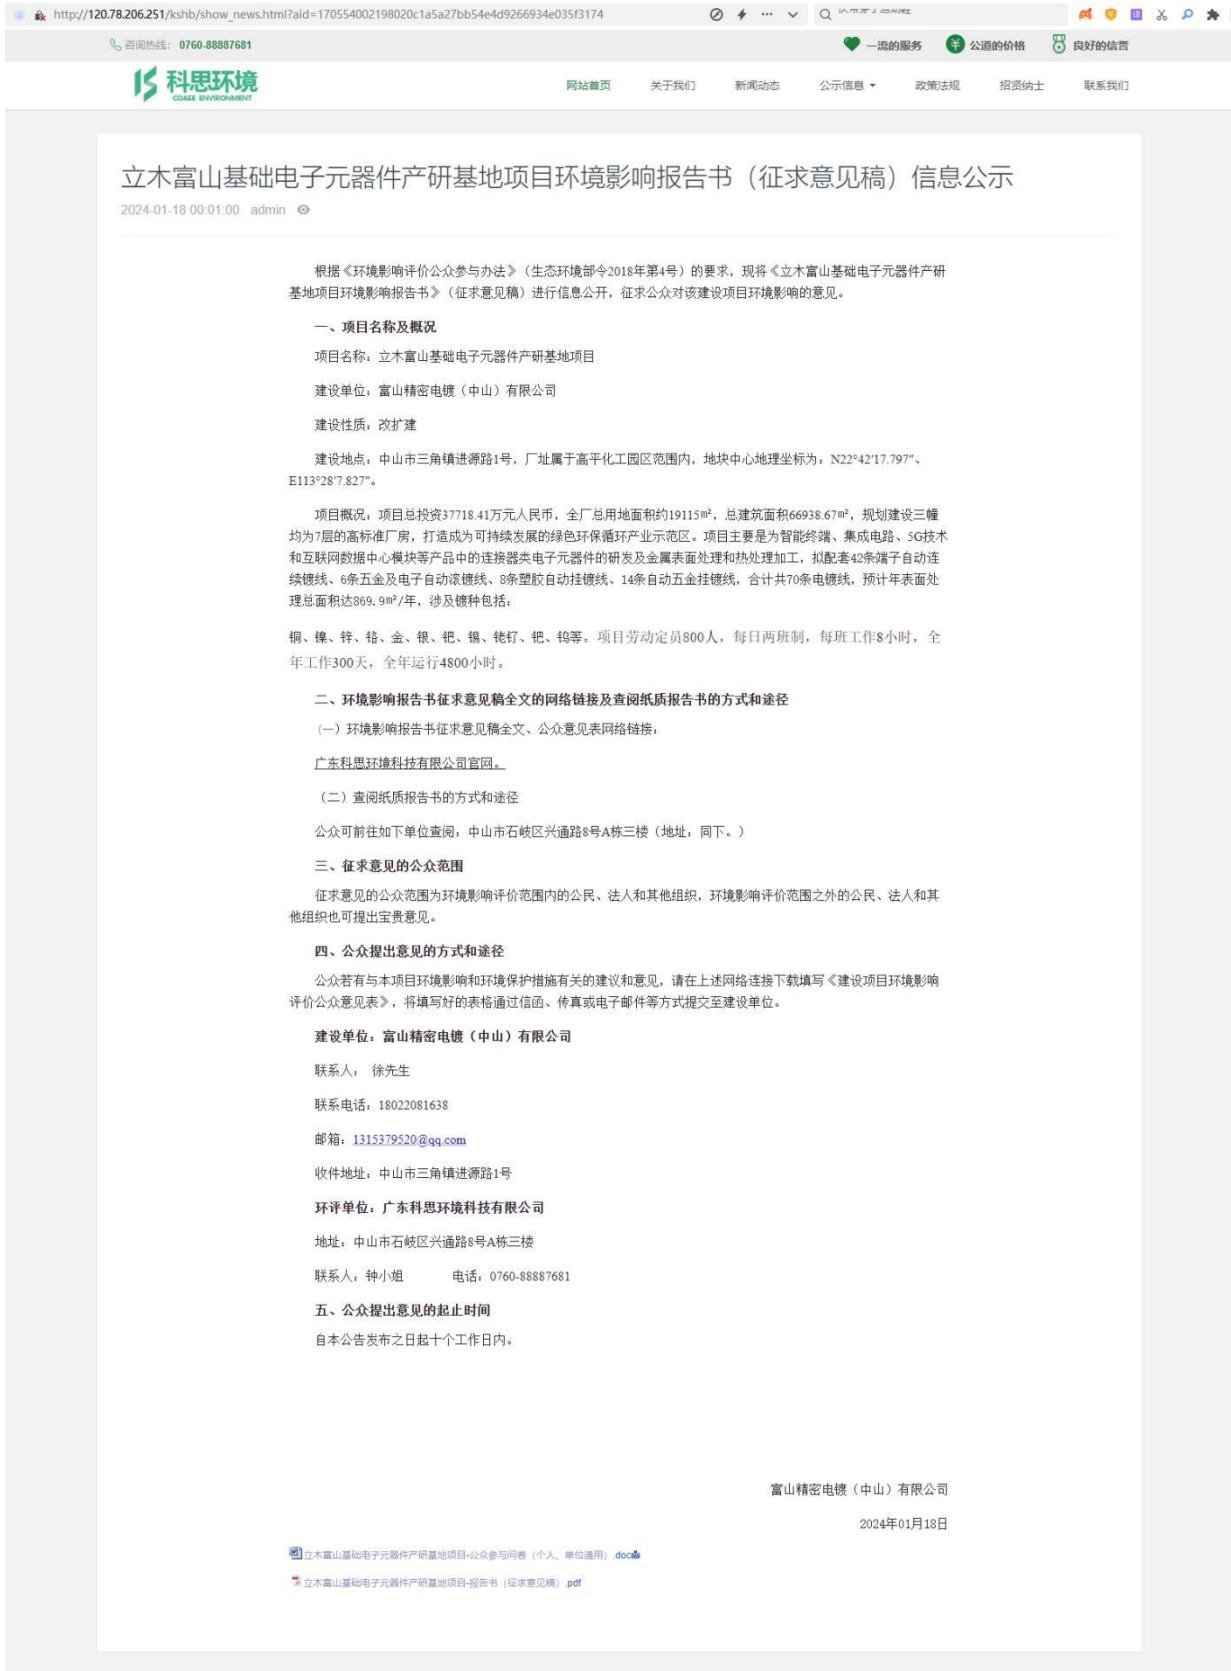 http://120.78.206.251/kshb/show_news.html?aid=170554002198020c1a5a27bb54e4d9266934e035f3174
咨询热线: 0760-88887681
一流的服务 公道的价格 良好的信誉
科思环境
网站首页 关于我们 新闻动态 公示信息 政策法规 招贤纳士 联系我们
立木富山基础电子元器件产研基地项目环境影响报告书（征求意见稿）信息公示
2024-01-18 00:01:00 admin
根据《环境影响评价公众参与办法》（生态环境部令2018年第4号）的要求，现将《立木富山基础电子元器件产研
基地项目环境影响报告书》（征求意见稿）进行信息公开，征求公众对该建设项目环境影响的意见。
一、项目名称及概况
项目名称：立木富山基础电子元器件产研基地项目
建设单位：富山精密电镀（中山）有限公司
建设性质：改扩建
建设地点：中山市三角镇进源路1号，厂址属于高平化工园区范围内，地块中心地理坐标为：N22°42′17.797″、
E113°28′7.827″。
项目概况：项目总投资37718.41万元人民币，全厂总用地面积约19115m²，总建筑面积66938.67m²，规划建设三幢
均为7层的高标准厂房，打造成为可持续发展的绿色环保循环产业示范区。项目主要是为智能终端、集成电路、5G技术
和互联网数据中心模块等产品中的连接器类电子元器件的研发及金属表面处理和热处理加工，拟配套42条端子自动连
续镀线、6条五金及电子自动滚镀线、8条塑胶自动挂镀线、14条自动五金挂镀线，合计共70条电镀线，预计年表面处
理总面积达869.9m²/年，涉及镀种包括：
铜、镍、锌、铬、金、银、钯、锡、铑钌、钯、钨等。项目劳动定员800人，每日两班制，每班工作8小时，全
年工作300天，全年运行4800小时。
二、环境影响报告书征求意见稿全文的网络链接及查阅纸质报告书的方式和途径
（一）环境影响报告书征求意见稿全文、公众意见表网络链接：
广东科思环境科技有限公司官网。
（二）查阅纸质报告书的方式和途径
公众可前往如下单位查阅：中山市石岐区兴通路8号A栋三楼（地址：同下。）
三、征求意见的公众范围
征求意见的公众范围为环境影响评价范围内的公民、法人和其他组织，环境影响评价范围之外的公民、法人和其
他组织也可提出宝贵意见。
四、公众提出意见的方式和途径
公众若有与本项目环境影响和环境保护措施有关的建议和意见，请在上述网络连接下载填写《建设项目环境影响
评价公众意见表》，将填写好的表格通过信函、传真或电子邮件等方式提交至建设单位。
建设单位：富山精密电镀（中山）有限公司
联系人： 徐先生
联系电话：18022081638
邮箱：1315379520@qq.com
收件地址：中山市三角镇进源路1号
环评单位：广东科思环境科技有限公司
地址：中山市石岐区兴通路8号A栋三楼
联系人：钟小姐 电话：0760-88887681
五、公众提出意见的起止时间
自本公告发布之日起十个工作日内。
富山精密电镀（中山）有限公司
2024年01月18日
立木富山基础电子元器件产研基地项目-公众参与问卷（个人、单位通用）.doc
立木富山基础电子元器件产研基地项目-报告书（征求意见稿）.pdf